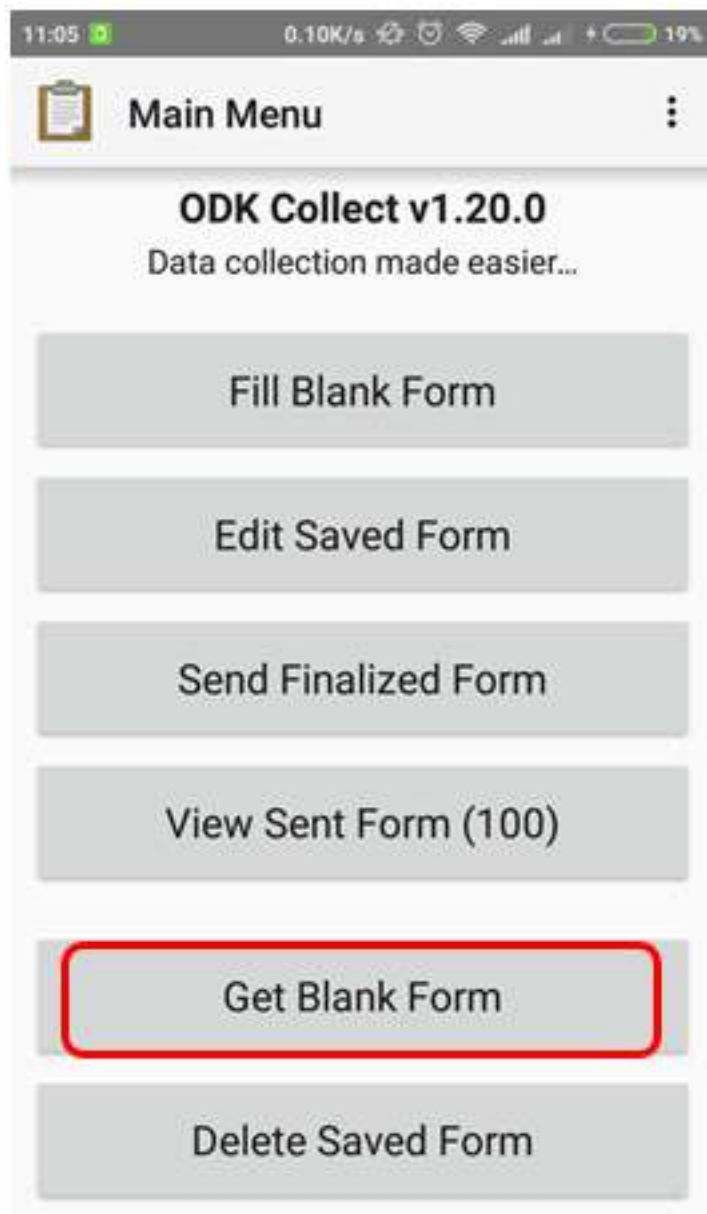 11:05 0.10K/s 19%
Main Menu
ODK Collect v1.20.0
Data collection made easier...
Fill Blank Form
Edit Saved Form
Send Finalized Form
View Sent Form (100)
Get Blank Form
Delete Saved Form